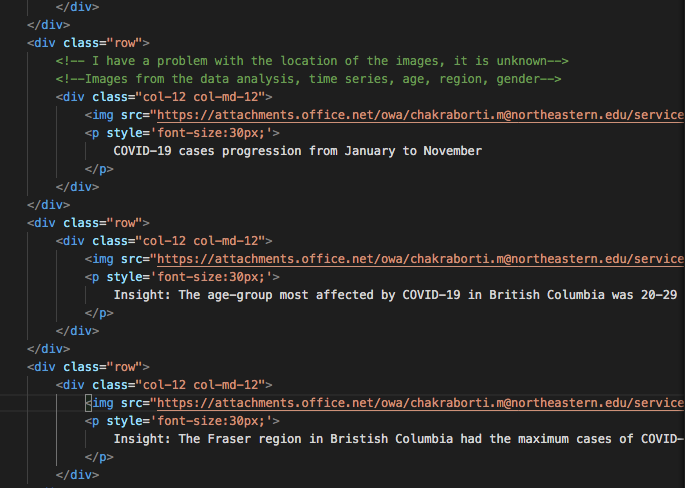 </div>
</div>
<div class="row">
<!-- I have a problem with the location of the images, it is unknown-->
<!--Images from the data analysis, time series, age, region, gender-->
<div class="col-12 col-md-12">
<img src="https://attachments.office.net/owa/chakraborti.m@northeastern.edu/service
<p style='font-size:30px;'>
COVID-19 cases progression from January to November
</p>
</div>
</div>
<div class="row">
<div class="col-12 col-md-12">
<img src="https://attachments.office.net/owa/chakraborti.m@northeastern.edu/service
<p style='font-size:30px;'>
Insight: The age-group most affected by COVID-19 in British Columbia was 20-29
</p>
</div>
</div>
<div class="row">
<div class="col-12 col-md-12">
<img src="https://attachments.office.net/owa/chakraborti.m@northeastern.edu/service
<p style='font-size:30px;'>
Insight: The Fraser region in Bristish Columbia had the maximum cases of COVID-
</p>
</div>